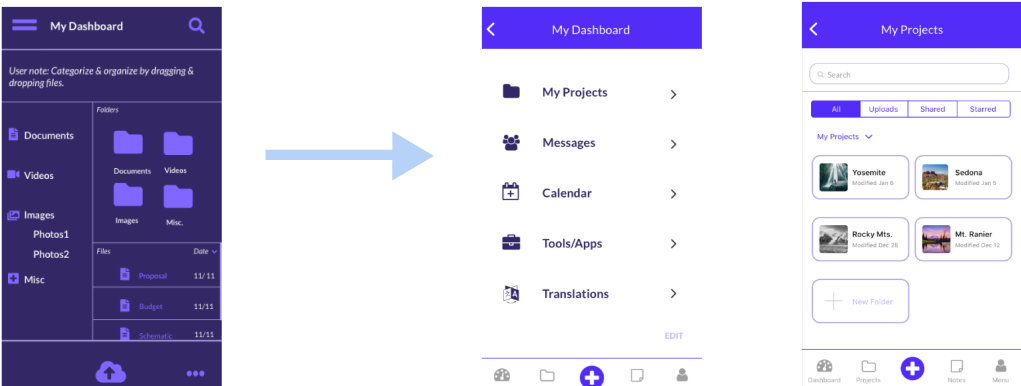 My Dashboard
User note: Categorize & organize by dragging &
dropping files.
Documents
Videos
Images
Photos1
Photos2
Misc
Folders
Documents Videos
Images Misc.
Files Date
Proposal 11/11
Budget 11/11
Schematic 11/11
My Dashboard
My Projects
Messages
Calendar
Tools/Apps
Translations
EDIT
My Projects
Search
All Uploads Shared Starred
My Projects
Yosemite
Modified Jan 6
Sedona
Modified Jan 5
Rocky Mts.
Modified Dec 28
Mt. Ranier
Modified Dec 12
New Folder
Dashboard Projects Notes Menu